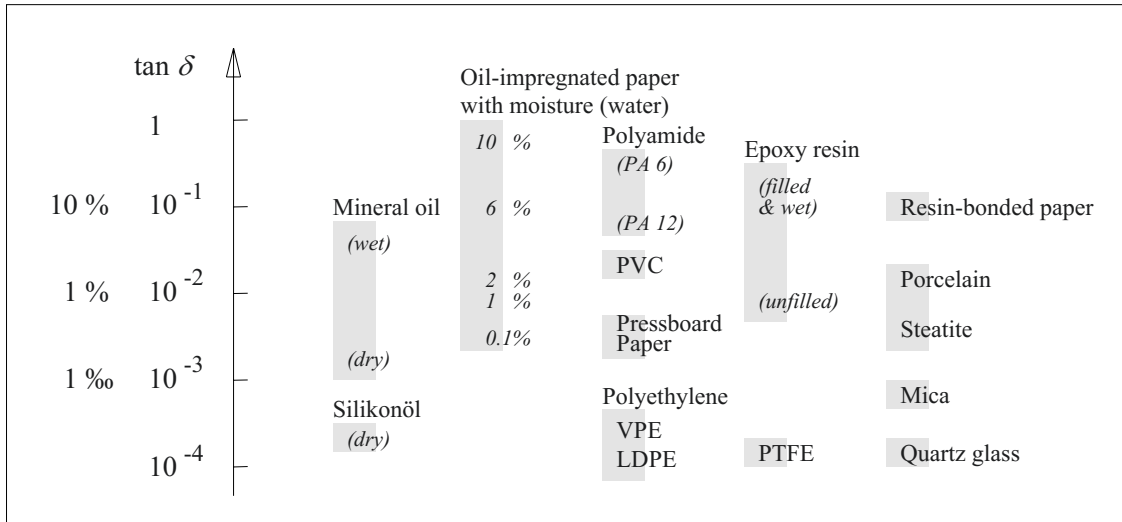 tan δ
Oil-impregnated paper
with moisture (water)
1
10 %
Polyamide
Epoxy resin
(PA 6)
(filled
10 % 10⁻¹
Mineral oil
6 %
(PA 12)
& wet)
Resin-bonded paper
(wet)
PVC
2 %
Porcelain
1 % 10⁻²
1 %
(unfilled)
0.1%
Pressboard
Paper
Steatite
(dry)
1 ‰ 10⁻³
Polyethylene
Mica
Silikonöl
(dry)
VPE
LDPE
PTFE
Quartz glass
10⁻⁴